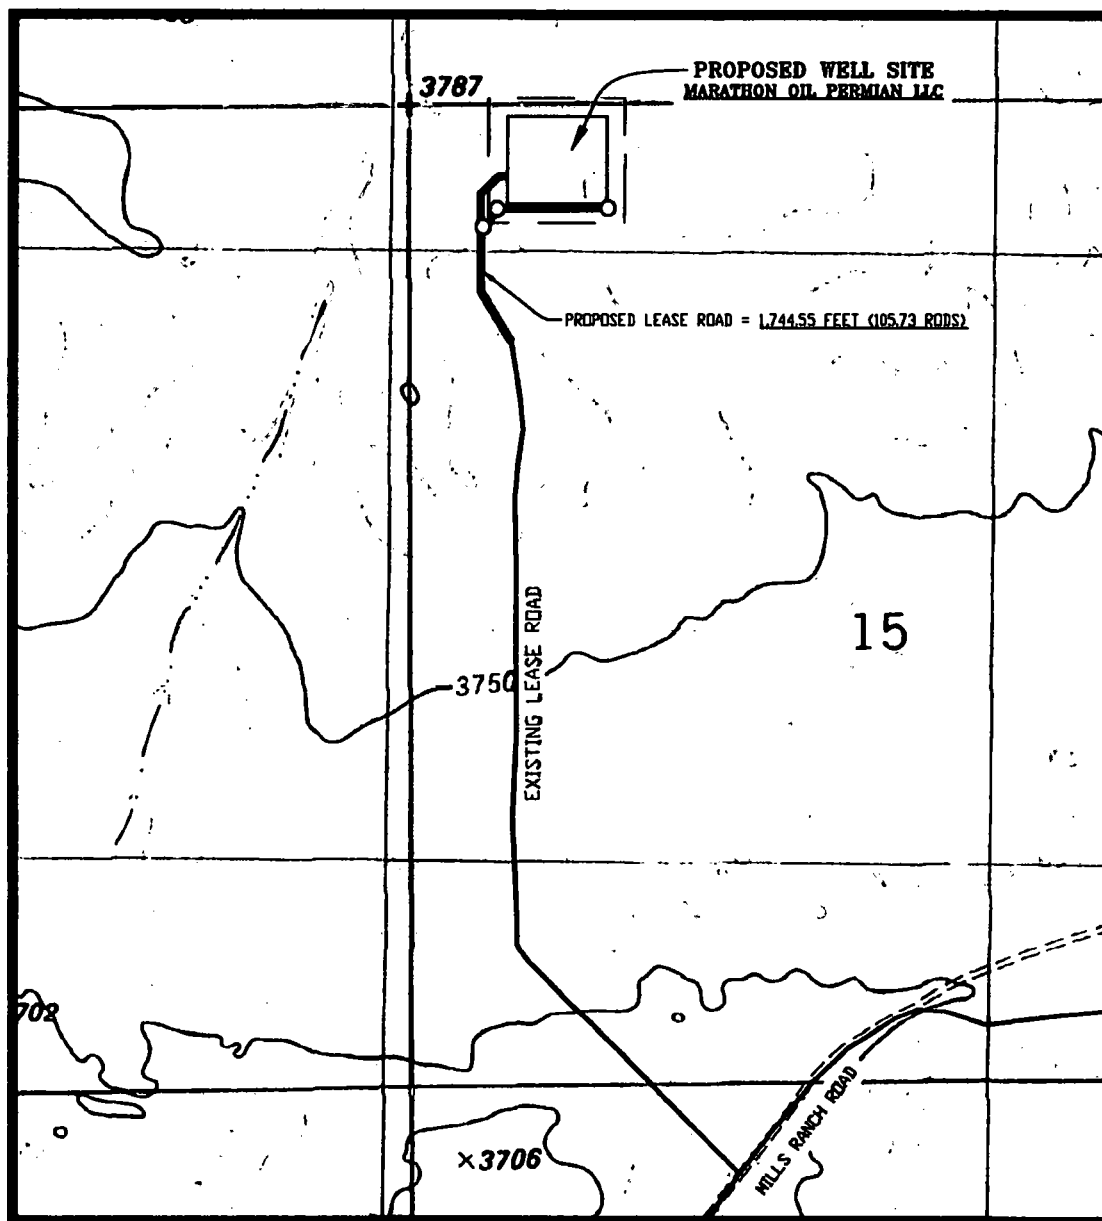 3787
PROPOSED WELL SITE
MARATHON OIL PERMIAN LLC
PROPOSED LEASE ROAD = 1,744.55 FEET (105.73 RODS)
15
3750
EXISTING LEASE ROAD
702
MILLS RANCH ROAD
×3706